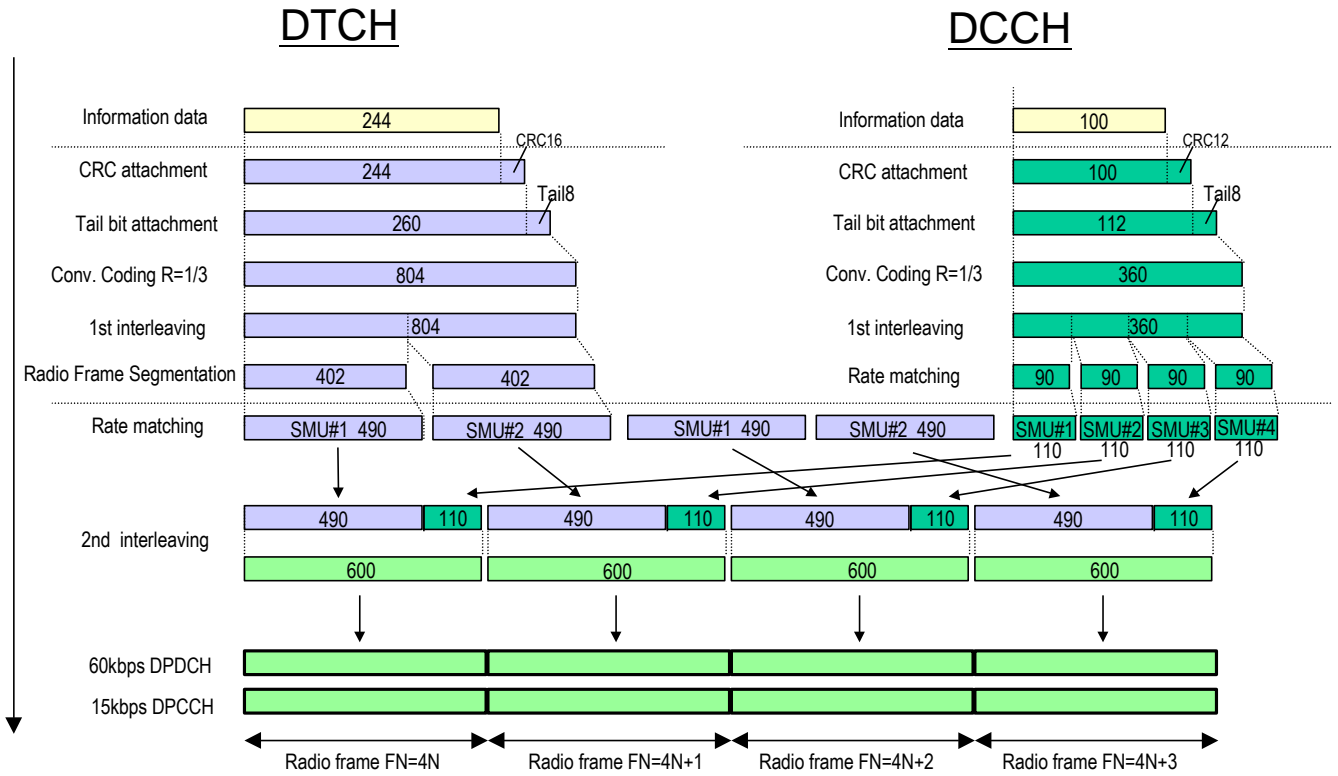 DTCH DCCH
Information data 244 Information data 100
CRC16 CRC12
CRC attachment 244 CRC attachment 100
Tail8 Tail8
Tail bit attachment 260 Tail bit attachment 112
Conv. Coding R=1/3 804 Conv. Coding R=1/3 360
1st interleaving 804 1st interleaving 360
Radio Frame Segmentation 402 402 Rate matching 90 90 90 90
Rate matching SMU#1 490 SMU#2 490 SMU#1 490 SMU#2 490 SMU#1 SMU#2 SMU#3 SMU#4
110 110 110 110
490 110 490 110 490 110 490 110
2nd interleaving
600 600 600 600
60kbps DPDCH
15kbps DPCCH
Radio frame FN=4N Radio frame FN=4N+1 Radio frame FN=4N+2 Radio frame FN=4N+3